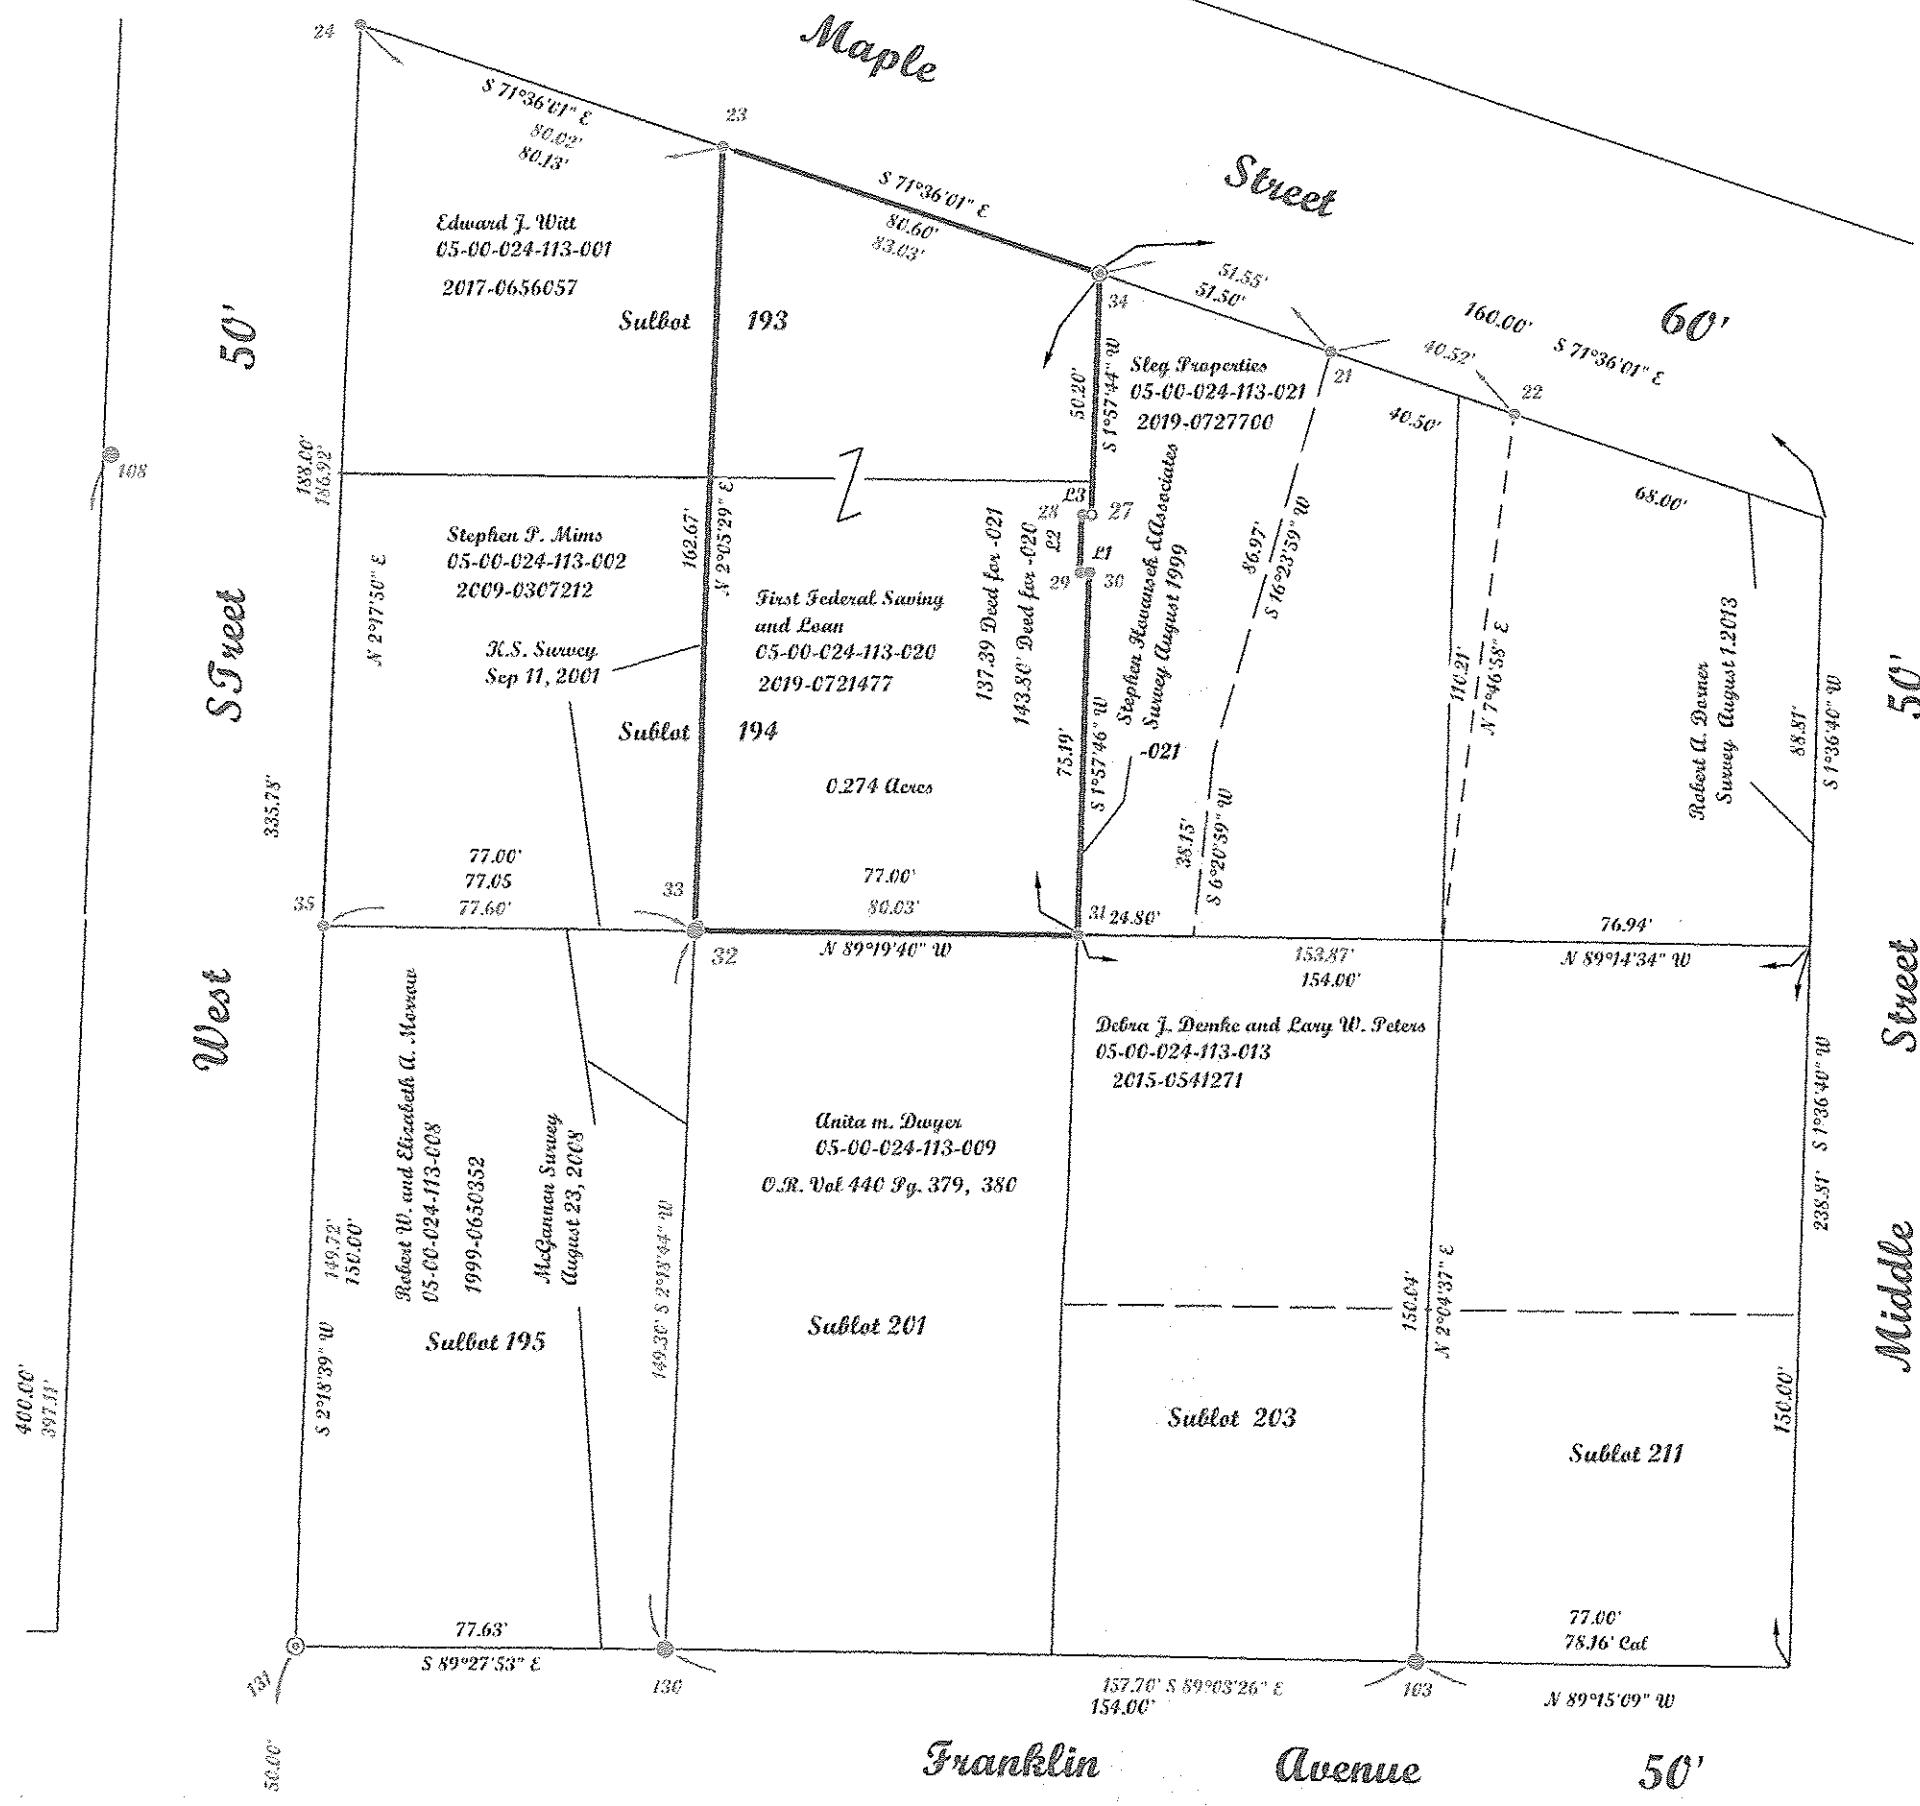 Maple
Street
60'
24
S 71°36'01" E
80.02'
80.13'
23
S 71°36'01" E
80.60'
83.03'
34
51.55'
51.50'
21
160.00' S 71°36'01" E
40.52'
40.50'
22
68.00'
Edward J. Witt
05-00-024-113-001
2017-0656057
Sulbot 193
Sleg Properties
05-00-024-113-021
2019-0727700
50.20'
S 1°57'44" W
50'
STreet
West
108
188.00'
186.92'
N 2°17'50" E
335.78'
Stephen P. Mims
05-00-024-113-002
2009-0307212
K.S. Survey
Sep 11, 2001
162.67'
N 2°05'29" E
First Federal Saving
and Loan
05-00-024-113-020
2019-0721477
Sublot 194
0.274 Acres
137.39 Deed for -021
143.80' Deed for -020
L3
28
27
L2
L1
29
30
75.19'
S 1°57'46" W
Stephen Hovansek &Associates
Survey August 1999
-021
86.97'
S 16°23'59" W
38.15'
S 6°20'59" W
110.21'
N 7°46'58" E
Robert A. Dorner
Survey August 1.2013
88.81'
S 1°36'40" W
50'
Street
Middle
35
77.00'
77.05
77.60'
33
32
77.00'
80.03'
N 89°19'40" W
31
24.80'
153.87'
154.00'
76.94'
N 89°14'34" W
Debra J. Demke and Lary W. Peters
05-00-024-113-013
2015-0541271
Anita m. Dwyer
05-00-024-113-009
O.R. Vol 440 Pg. 379, 380
Robert W. and Elizabeth A. Morrow
05-00-024-113-008
1999-0650352
McGannon Survey
August 23, 2008
149.72'
150.00'
S 2°18'39" W
149.30' S 2°18'44" W
Sulbot 195
Sublot 201
150.04'
N 2°04'37" E
238.81' S 1°36'40" W
150.00'
Sublot 203
Sublot 211
400.00'
397.11'
131
77.63'
S 89°27'53" E
130
157.70' S 89°03'26" E
154.00'
103
77.00'
78.16' Cal
N 89°15'09" W
50.00'
Franklin Avenue 50'